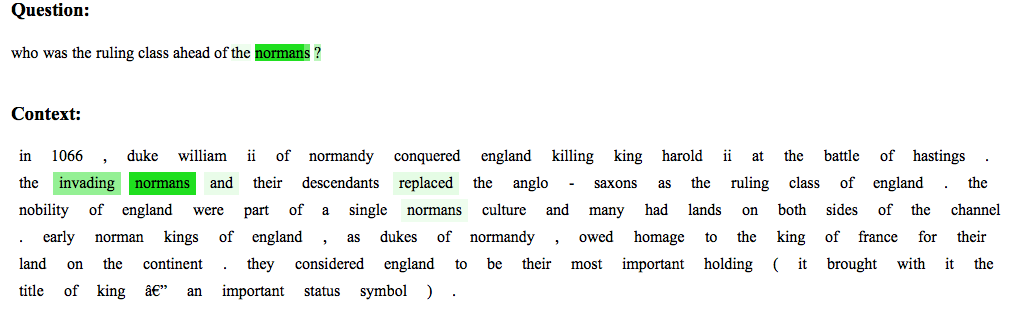 Question:
who was the ruling class ahead of the normans ?
Context:
in 1066 , duke william ii of normandy conquered england killing king harold ii at the battle of hastings .
the invading normans and their descendants replaced the anglo - saxons as the ruling class of england . the
nobility of england were part of a single normans culture and many had lands on both sides of the channel
. early norman kings of england , as dukes of normandy , owed homage to the king of france for their
land on the continent . they considered england to be their most important holding ( it brought with it the
title of king â€” an important status symbol ) .